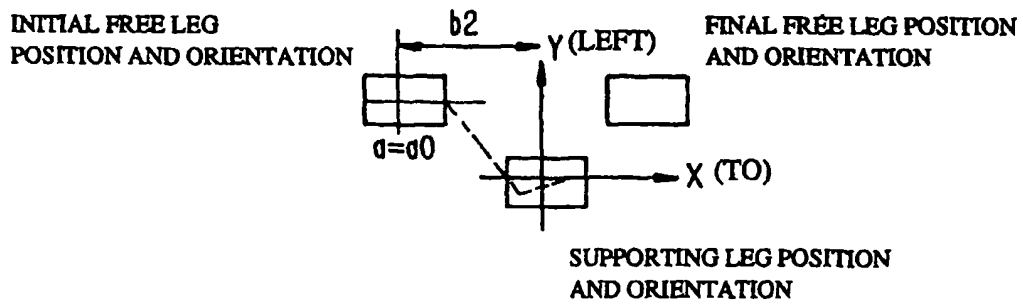 INITIAL FREE LEG
POSITION AND ORIENTATION
b2
Y (LEFT)
FINAL FREE LEG POSITION
AND ORIENTATION
a=a0
X (TO)
SUPPORTING LEG POSITION
AND ORIENTATION